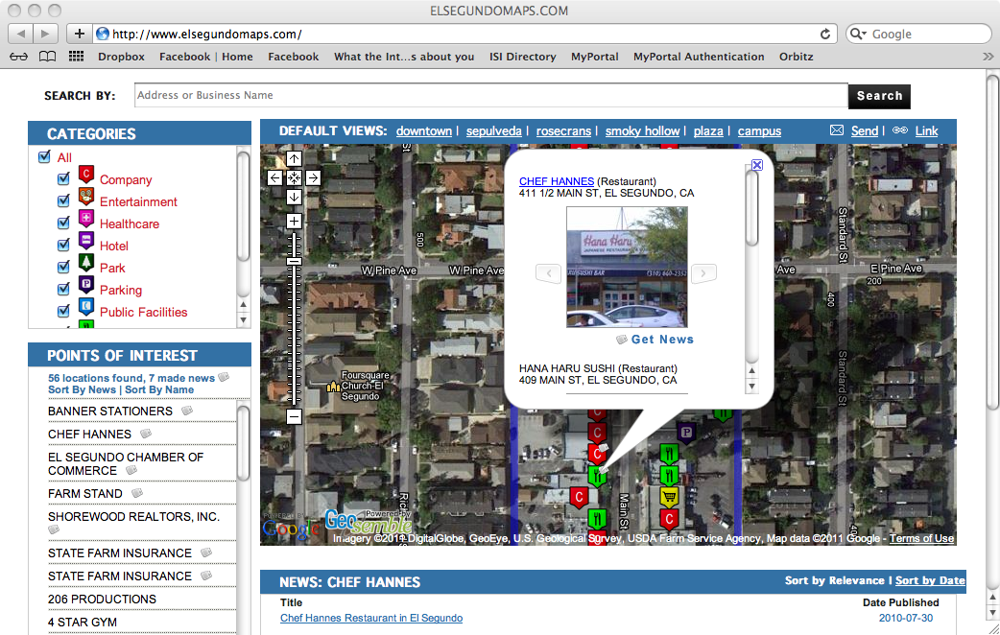 ELSEGUNDOMAPS.COM
http://www.elsegundomaps.com/
Google
Dropbox Facebook | Home Facebook What the Int...s about you ISI Directory MyPortal MyPortal Authentication Orbitz
SEARCH BY: Address or Business Name Search
CATEGORIES
All
Company
Entertainment
Healthcare
Hotel
Park
Parking
Public Facilities
POINTS OF INTEREST
56 locations found, 7 made news
Sort By News | Sort By Name
BANNER STATIONERS
CHEF HANNES
EL SEGUNDO CHAMBER OF
COMMERCE
FARM STAND
SHOREWOOD REALTORS, INC.
STATE FARM INSURANCE
STATE FARM INSURANCE
206 PRODUCTIONS
4 STAR GYM
DEFAULT VIEWS: downtown | sepulveda | rosecrans | smoky hollow | plaza | campus Send | Link
CHEF HANNES (Restaurant)
411 1/2 MAIN ST, EL SEGUNDO, CA
Hana Haru
JAPANESE RESTAURANT
SUSHI BAR (310) 640-2352
Get News
HANA HARU SUSHI (Restaurant)
409 MAIN ST, EL SEGUNDO, CA
500
W Pine Ave
W Pine Ave
Ave
E Pine Ave
200
Standard St
400
Standard St
400
St
Foursquare
Church-El
Segundo
Main St
P
C
C
C
C
C
C
POWERED BY
Google
Powered by
Geosemble
Imagery ©2011 DigitalGlobe, GeoEye, U.S. Geological Survey, USDA Farm Service Agency, Map data ©2011 Google - Terms of Use
NEWS: CHEF HANNES Sort by Relevance | Sort by Date
Title Date Published
Chef Hannes Restaurant in El Segundo 2010-07-30